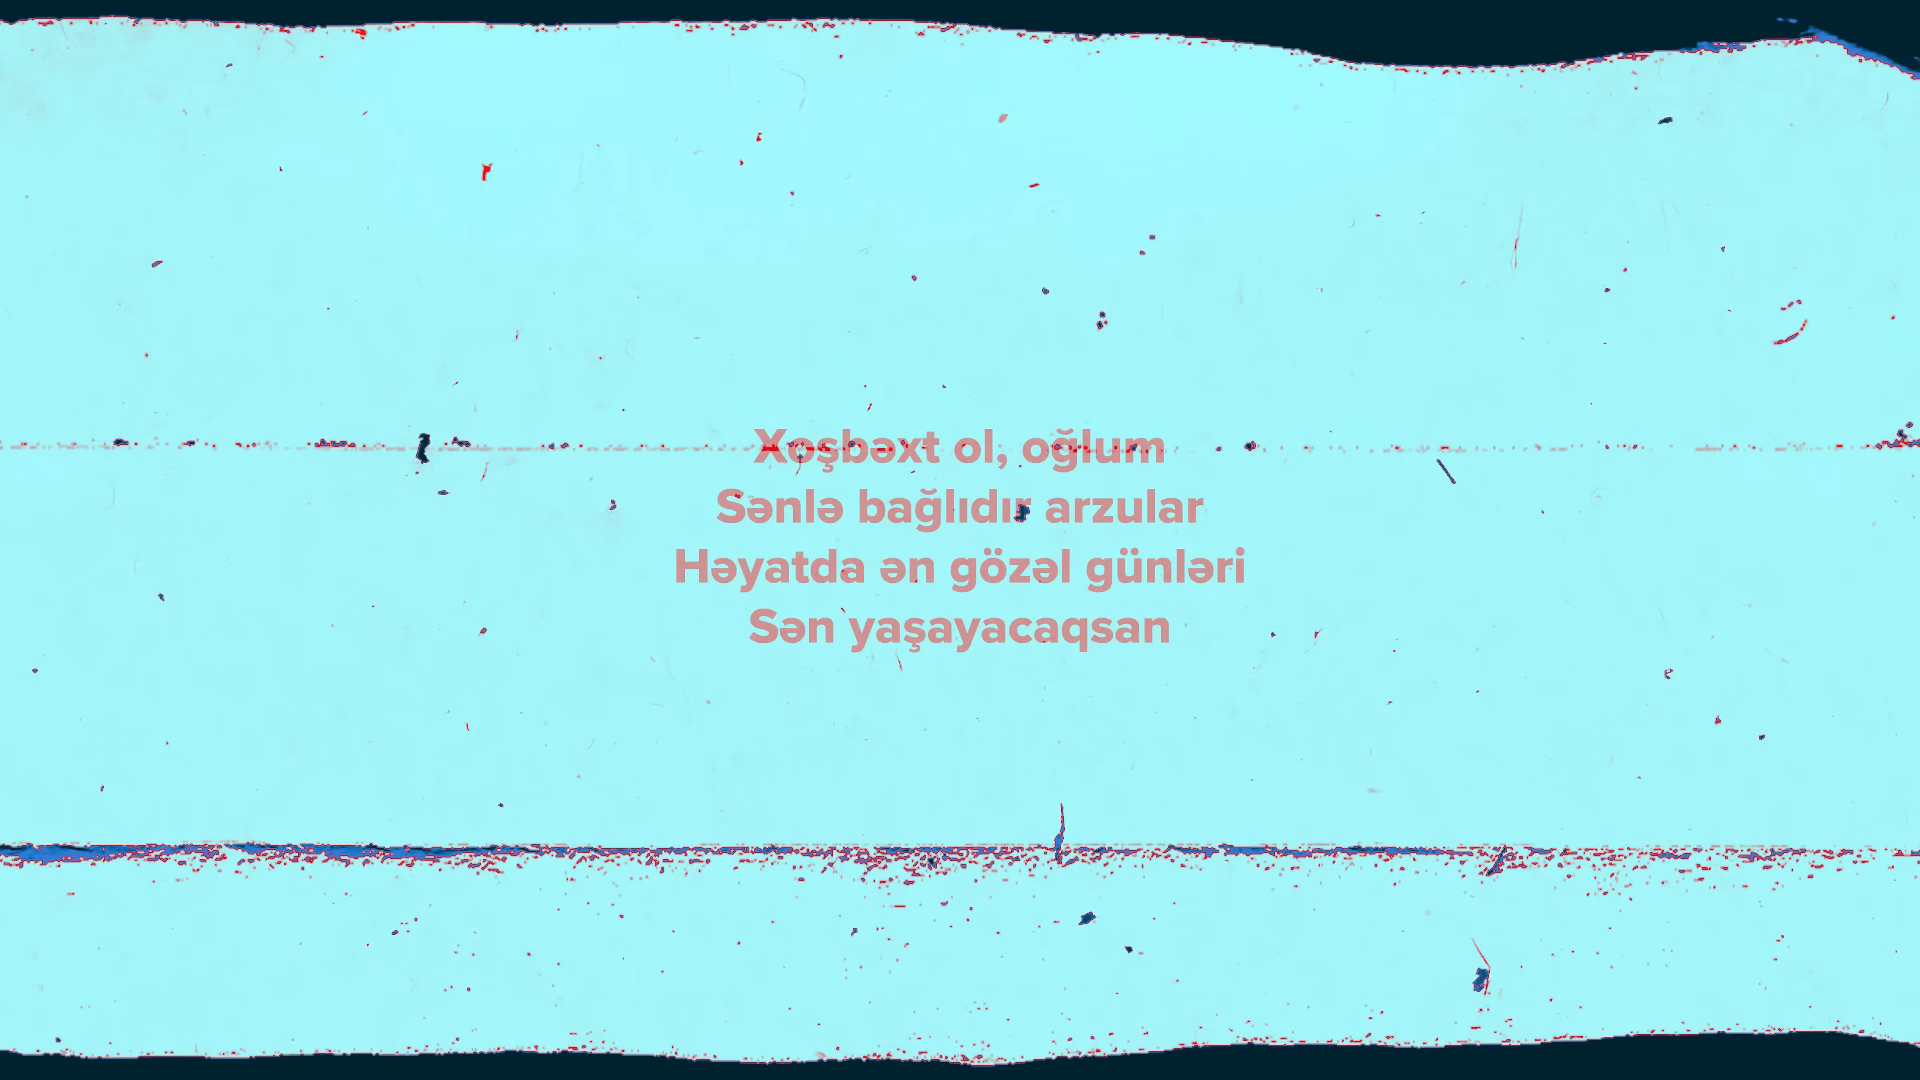 Xoşbəxt ol, oğlum
Sənlə bağlıdır arzular
Həyatda ən gözəl günləri
Sən yaşayacaqsan